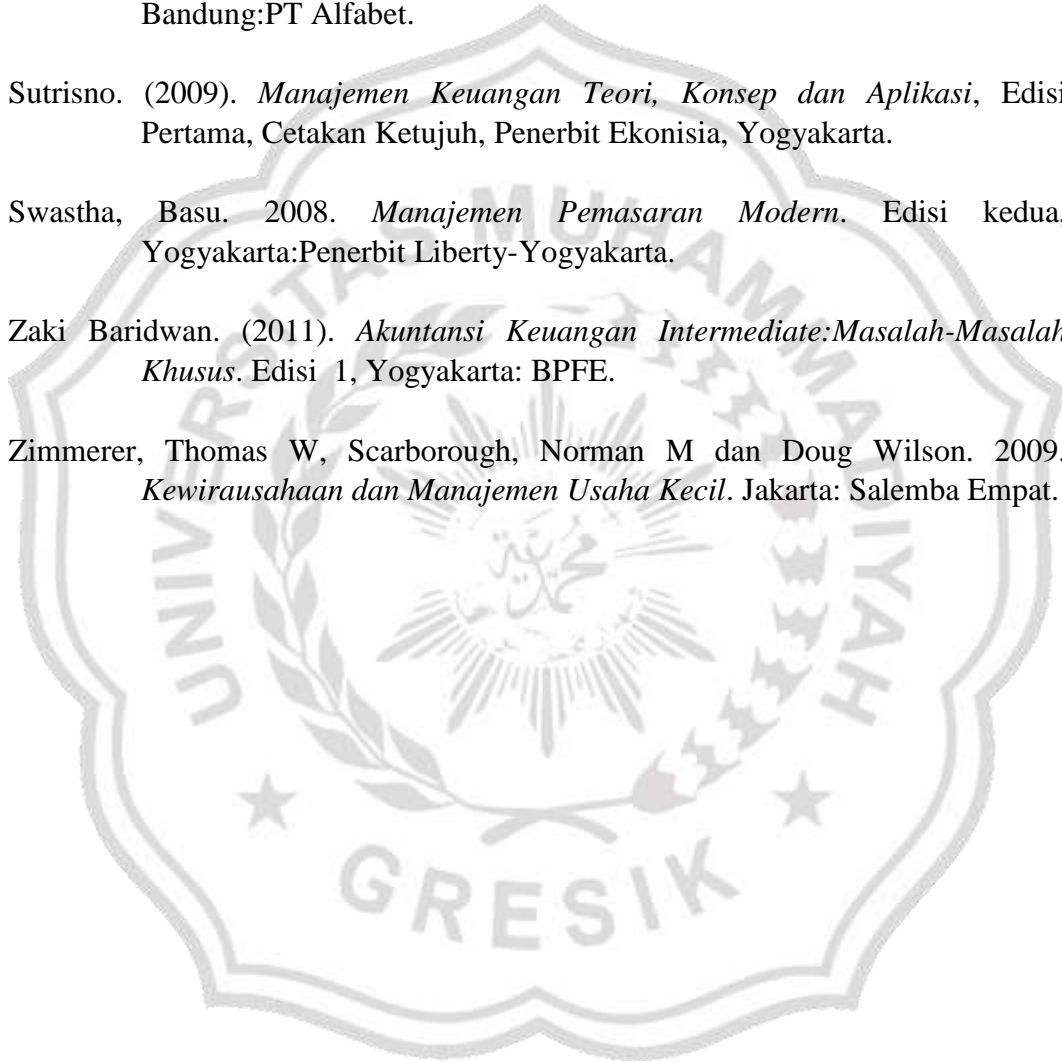 Bandung:PT Alfabet.
Sutrisno. (2009). Manajemen Keuangan Teori, Konsep dan Aplikasi, Edisi
Pertama, Cetakan Ketujuh, Penerbit Ekonisia, Yogyakarta.
Swastha, Basu. 2008. Manajemen Pemasaran Modern. Edisi kedua,
Yogyakarta:Penerbit Liberty-Yogyakarta.
Zaki Baridwan. (2011). Akuntansi Keuangan Intermediate:Masalah-Masalah
Khusus. Edisi 1, Yogyakarta: BPFE.
Zimmerer, Thomas W, Scarborough, Norman M dan Doug Wilson. 2009.
Kewirausahaan dan Manajemen Usaha Kecil. Jakarta: Salemba Empat.
UNIVERSITAS MUHAMMADIYAH
GRESIK